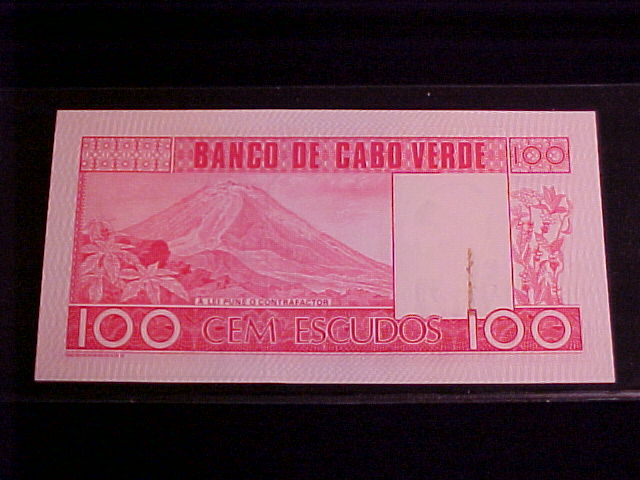 BANCO DE CABO VERDE 100
A LEI PUNE O CONTRAFACTOR
100 CEM ESCUDOS 100